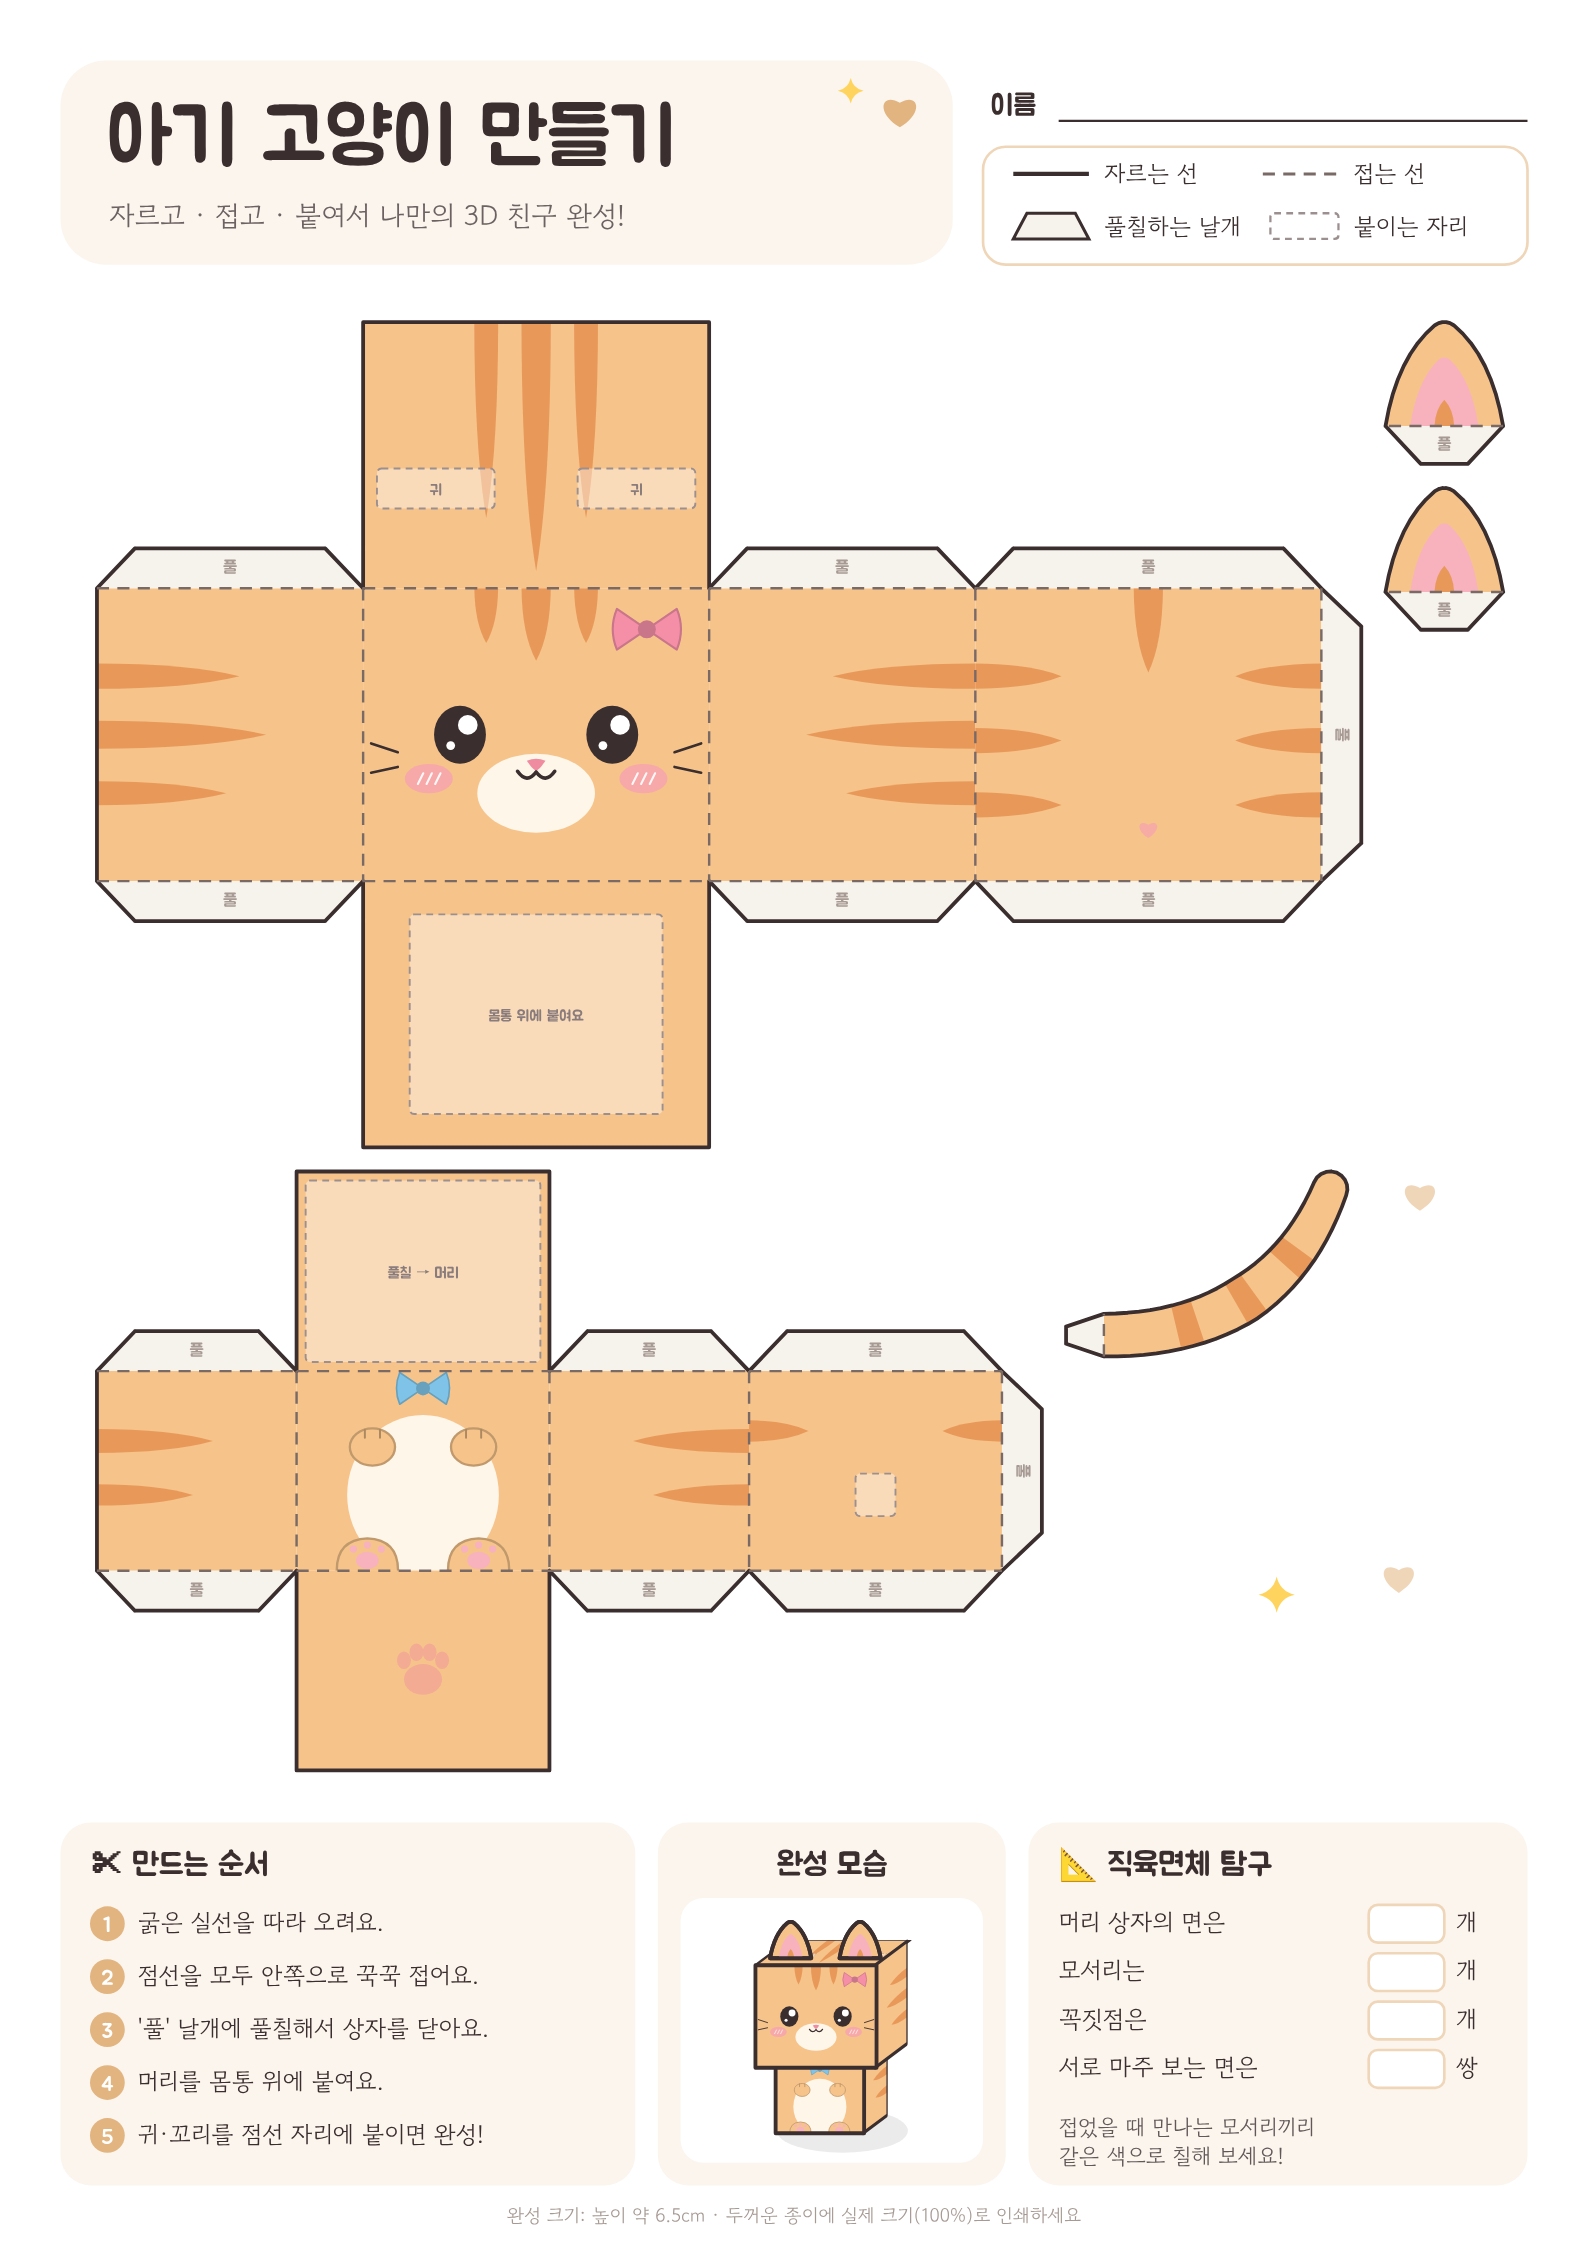 아기 고양이 만들기
자르고 · 접고 · 붙여서 나만의 3D 친구 완성!
이름
자르는 선
접는 선
풀칠하는 날개
붙이는 자리
풀
풀
귀
귀
풀
풀
풀
풀
풀
풀
풀
몸통 위에 붙여요
풀칠 → 머리
풀
풀
풀
풀
풀
풀
풀
풀
만드는 순서
1 굵은 실선을 따라 오려요.
2 점선을 모두 안쪽으로 꾹꾹 접어요.
3 '풀' 날개에 풀칠해서 상자를 닫아요.
4 머리를 몸통 위에 붙여요.
5 귀·꼬리를 점선 자리에 붙이면 완성!
완성 모습
직육면체 탐구
머리 상자의 면은 개
모서리는 개
꼭짓점은 개
서로 마주 보는 면은 쌍
접었을 때 만나는 모서리끼리
같은 색으로 칠해 보세요!
완성 크기: 높이 약 6.5cm · 두꺼운 종이에 실제 크기(100%)로 인쇄하세요